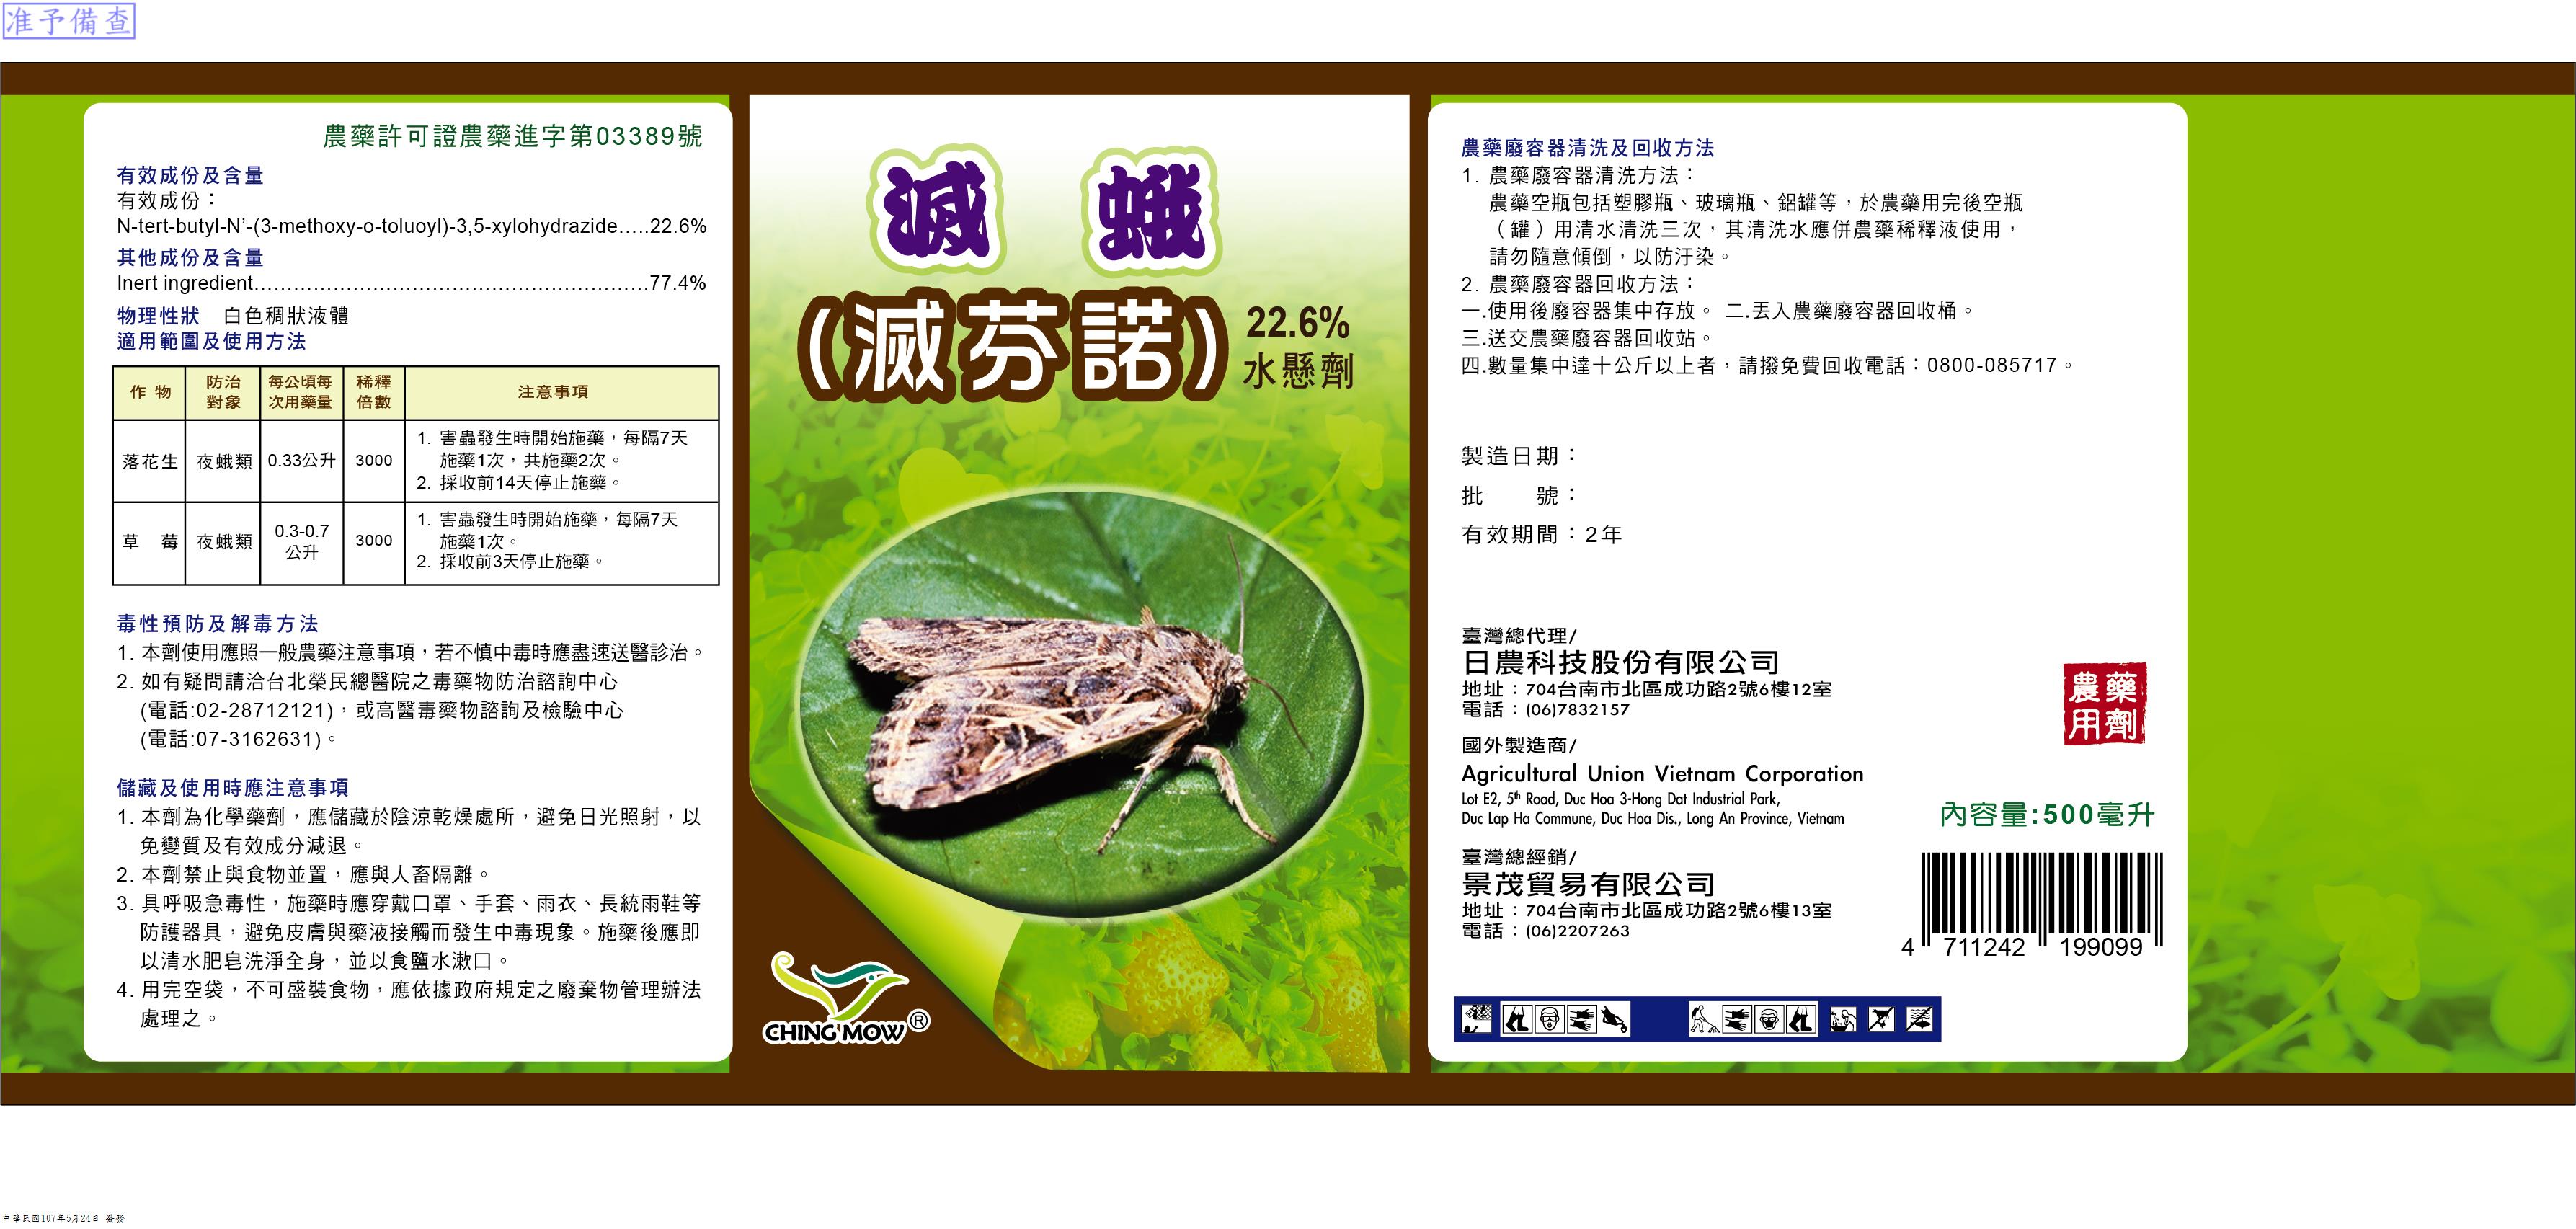 准予備查
農藥許可證農藥進字第03389號
有效成份及含量
有效成份：
N-tert-butyl-N’-(3-methoxy-o-toluoyl)-3,5-xylohydrazide.....22.6%
其他成份及含量
Inert ingredient............................................................77.4%
物理性狀　白色稠狀液體
適用範圍及使用方法
作 物 防治對象 每公頃每次用藥量 稀釋倍數 注意事項
落花生 夜蛾類 0.33公升 3000
1. 害蟲發生時開始施藥，每隔7天
施藥1次，共施藥2次。
2. 採收前14天停止施藥。
草　莓 夜蛾類 0.3-0.7公升 3000
1. 害蟲發生時開始施藥，每隔7天
施藥1次。
2. 採收前3天停止施藥。
毒性預防及解毒方法
1. 本劑使用應照一般農藥注意事項，若不慎中毒時應盡速送醫診治。
2. 如有疑問請洽台北榮民總醫院之毒藥物防治諮詢中心
(電話:02-28712121)，或高醫毒藥物諮詢及檢驗中心
(電話:07-3162631)。
儲藏及使用時應注意事項
1. 本劑為化學藥劑，應儲藏於陰涼乾燥處所，避免日光照射，以
免變質及有效成分減退。
2. 本劑禁止與食物並置，應與人畜隔離。
3. 具呼吸急毒性，施藥時應穿戴口罩、手套、雨衣、長統雨鞋等
防護器具，避免皮膚與藥液接觸而發生中毒現象。施藥後應即
以清水肥皂洗淨全身，並以食鹽水漱口。
4. 用完空袋，不可盛裝食物，應依據政府規定之廢棄物管理辦法
處理之。
滅 蛾
(滅芬諾)
22.6%
水懸劑
CHING MOW®
農藥廢容器清洗及回收方法
1. 農藥廢容器清洗方法：
農藥空瓶包括塑膠瓶、玻璃瓶、鋁罐等，於農藥用完後空瓶
（罐）用清水清洗三次，其清洗水應併農藥稀釋液使用，
請勿隨意傾倒，以防汙染。
2. 農藥廢容器回收方法：
一.使用後廢容器集中存放。 二.丟入農藥廢容器回收桶。
三.送交農藥廢容器回收站。
四.數量集中達十公斤以上者，請撥免費回收電話：0800-085717。
製造日期：
批　　號：
有效期間：2年
臺灣總代理/
日農科技股份有限公司
地址：704台南市北區成功路2號6樓12室
電話：(06)7832157
國外製造商/
Agricultural Union Vietnam Corporation
Lot E2, 5th Road, Duc Hoa 3-Hong Dat Industrial Park,
Duc Lap Ha Commune, Duc Hoa Dis., Long An Province, Vietnam
臺灣總經銷/
景茂貿易有限公司
地址：704台南市北區成功路2號6樓13室
電話：(06)2207263
農藥
用劑
內容量:500毫升
4 711242 199099
中華民國107年5月24日 簽發